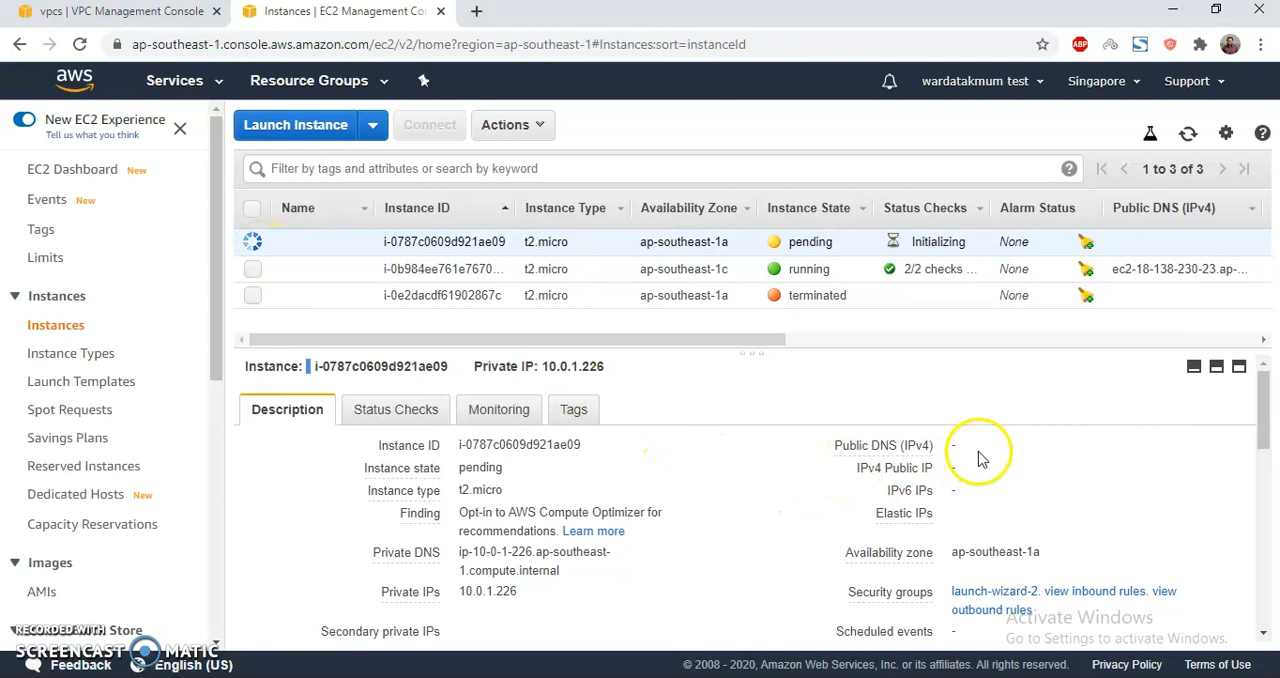 vpcs | VPC Management Console
Instances | EC2 Management Co
ap-southeast-1.console.aws.amazon.com/ec2/v2/home?region=ap-southeast-1#Instances:sort=instanceId
ABP
aws Services Resource Groups wardatakmum test Singapore Support
New EC2 Experience
Tell us what you think
EC2 Dashboard New
Events New
Tags
Limits
Instances
Instances
Instance Types
Launch Templates
Spot Requests
Savings Plans
Reserved Instances
Dedicated Hosts New
Capacity Reservations
Images
AMIs
Store
Launch Instance Connect Actions
Filter by tags and attributes or search by keyword
1 to 3 of 3
Name Instance ID Instance Type Availability Zone Instance State Status Checks Alarm Status Public DNS (IPv4)
i-0787c0609d921ae09 t2.micro ap-southeast-1a pending Initializing None
i-0b984ee761e7670... t2.micro ap-southeast-1c running 2/2 checks ... None ec2-18-138-230-23.ap-...
i-0e2dacdf61902867c t2.micro ap-southeast-1a terminated None
Instance: i-0787c0609d921ae09 Private IP: 10.0.1.226
Description Status Checks Monitoring Tags
Instance ID i-0787c0609d921ae09
Instance state pending
Instance type t2.micro
Finding Opt-in to AWS Compute Optimizer for
recommendations. Learn more
Private DNS ip-10-0-1-226.ap-southeast-
1.compute.internal
Private IPs 10.0.1.226
Secondary private IPs
Public DNS (IPv4) -
IPv4 Public IP -
IPv6 IPs -
Elastic IPs
Availability zone ap-southeast-1a
Security groups launch-wizard-2. view inbound rules. view
outbound rules
Scheduled events -
Activate Windows
Go to Settings to activate Windows.
RECORDED WITH
SCREENCAST MATIC
Feedback English (US)
© 2008 - 2020, Amazon Web Services, Inc. or its affiliates. All rights reserved. Privacy Policy Terms of Use